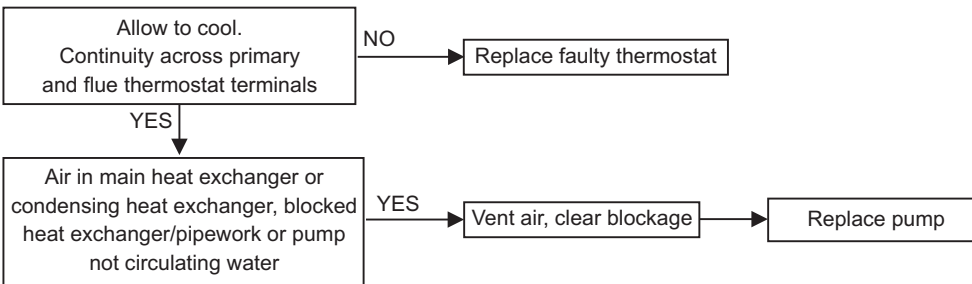 Allow to cool.
Continuity across primary
and flue thermostat terminals
NO
Replace faulty thermostat
YES
Air in main heat exchanger or
condensing heat exchanger, blocked
heat exchanger/pipework or pump
not circulating water
YES
Vent air, clear blockage
Replace pump